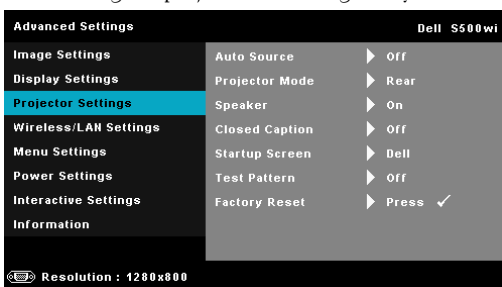 Advanced Settings Dell S500wi
Image Settings Auto Source Off
Display Settings Projector Mode Rear
Projector Settings Speaker On
Wireless/LAN Settings Closed Caption Off
Menu Settings Startup Screen Dell
Power Settings Test Pattern Off
Interactive Settings Factory Reset Press ✓
Information
Resolution : 1280x800